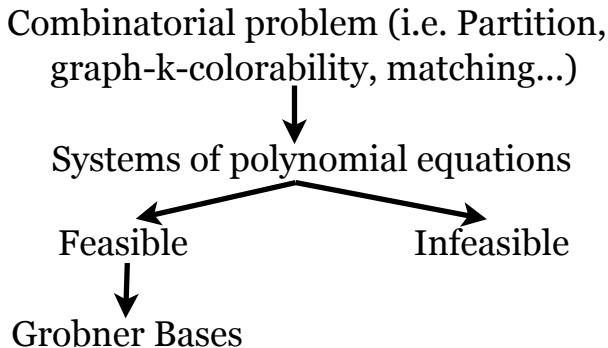 Combinatorial problem (i.e. Partition,
graph-k-colorability, matching...)
Systems of polynomial equations
Feasible
Infeasible
Grobner Bases